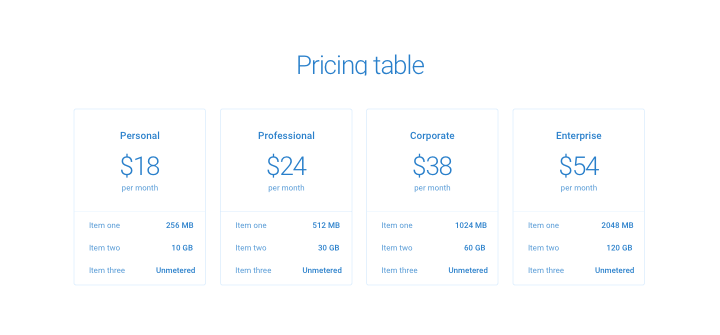 Pricing table
Personal
$18
per month
Item one 256 MB
Item two 10 GB
Item three Unmetered
Professional
$24
per month
Item one 512 MB
Item two 30 GB
Item three Unmetered
Corporate
$38
per month
Item one 1024 MB
Item two 60 GB
Item three Unmetered
Enterprise
$54
per month
Item one 2048 MB
Item two 120 GB
Item three Unmetered